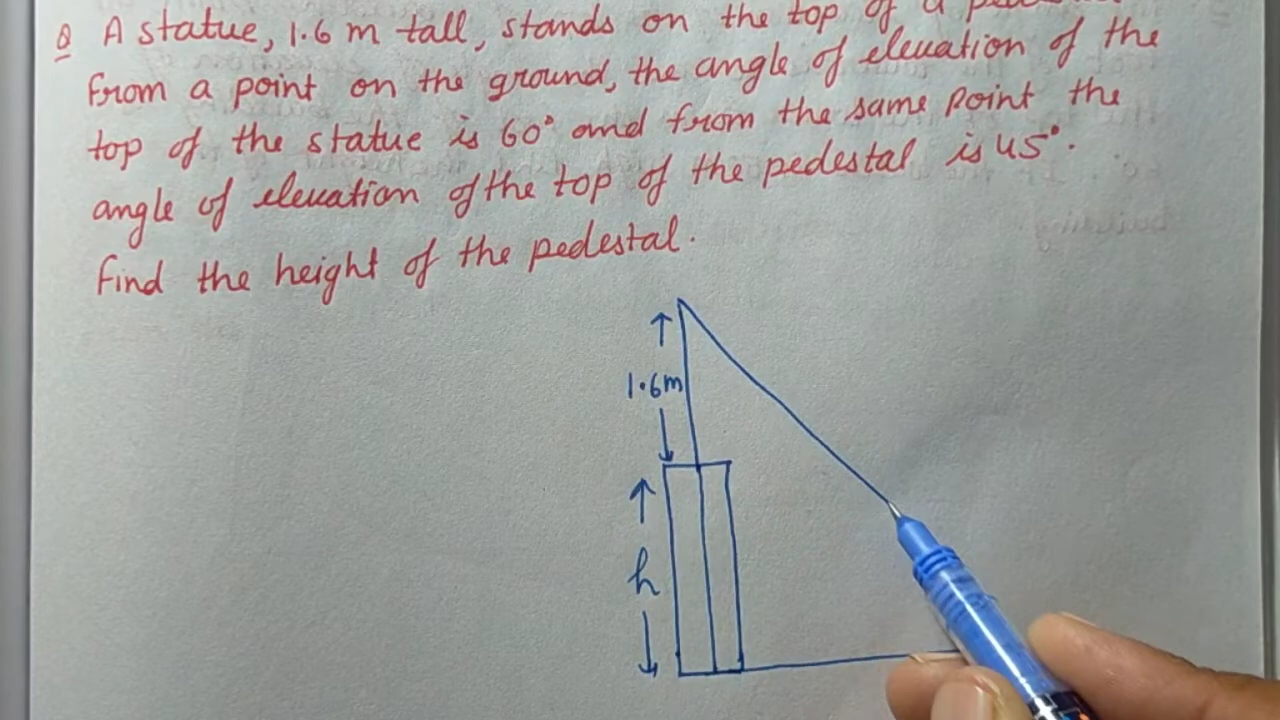 Q A statue, 1.6 m tall, stands on the top of a
from a point on the ground, the angle of elevation of the
top of the statue is 60° and from the same point the
angle of elevation of the top of the pedestal is 45°.
Find the height of the pedestal.
1.6m
h